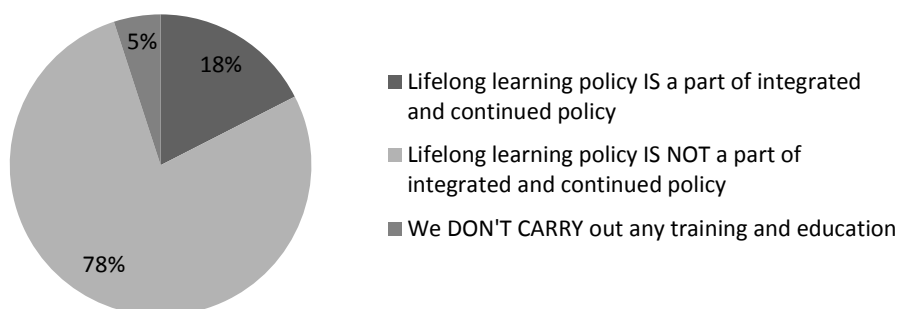 5%
18%
78%
Lifelong learning policy IS a part of integrated
and continued policy
Lifelong learning policy IS NOT a part of
integrated and continued policy
We DON'T CARRY out any training and education